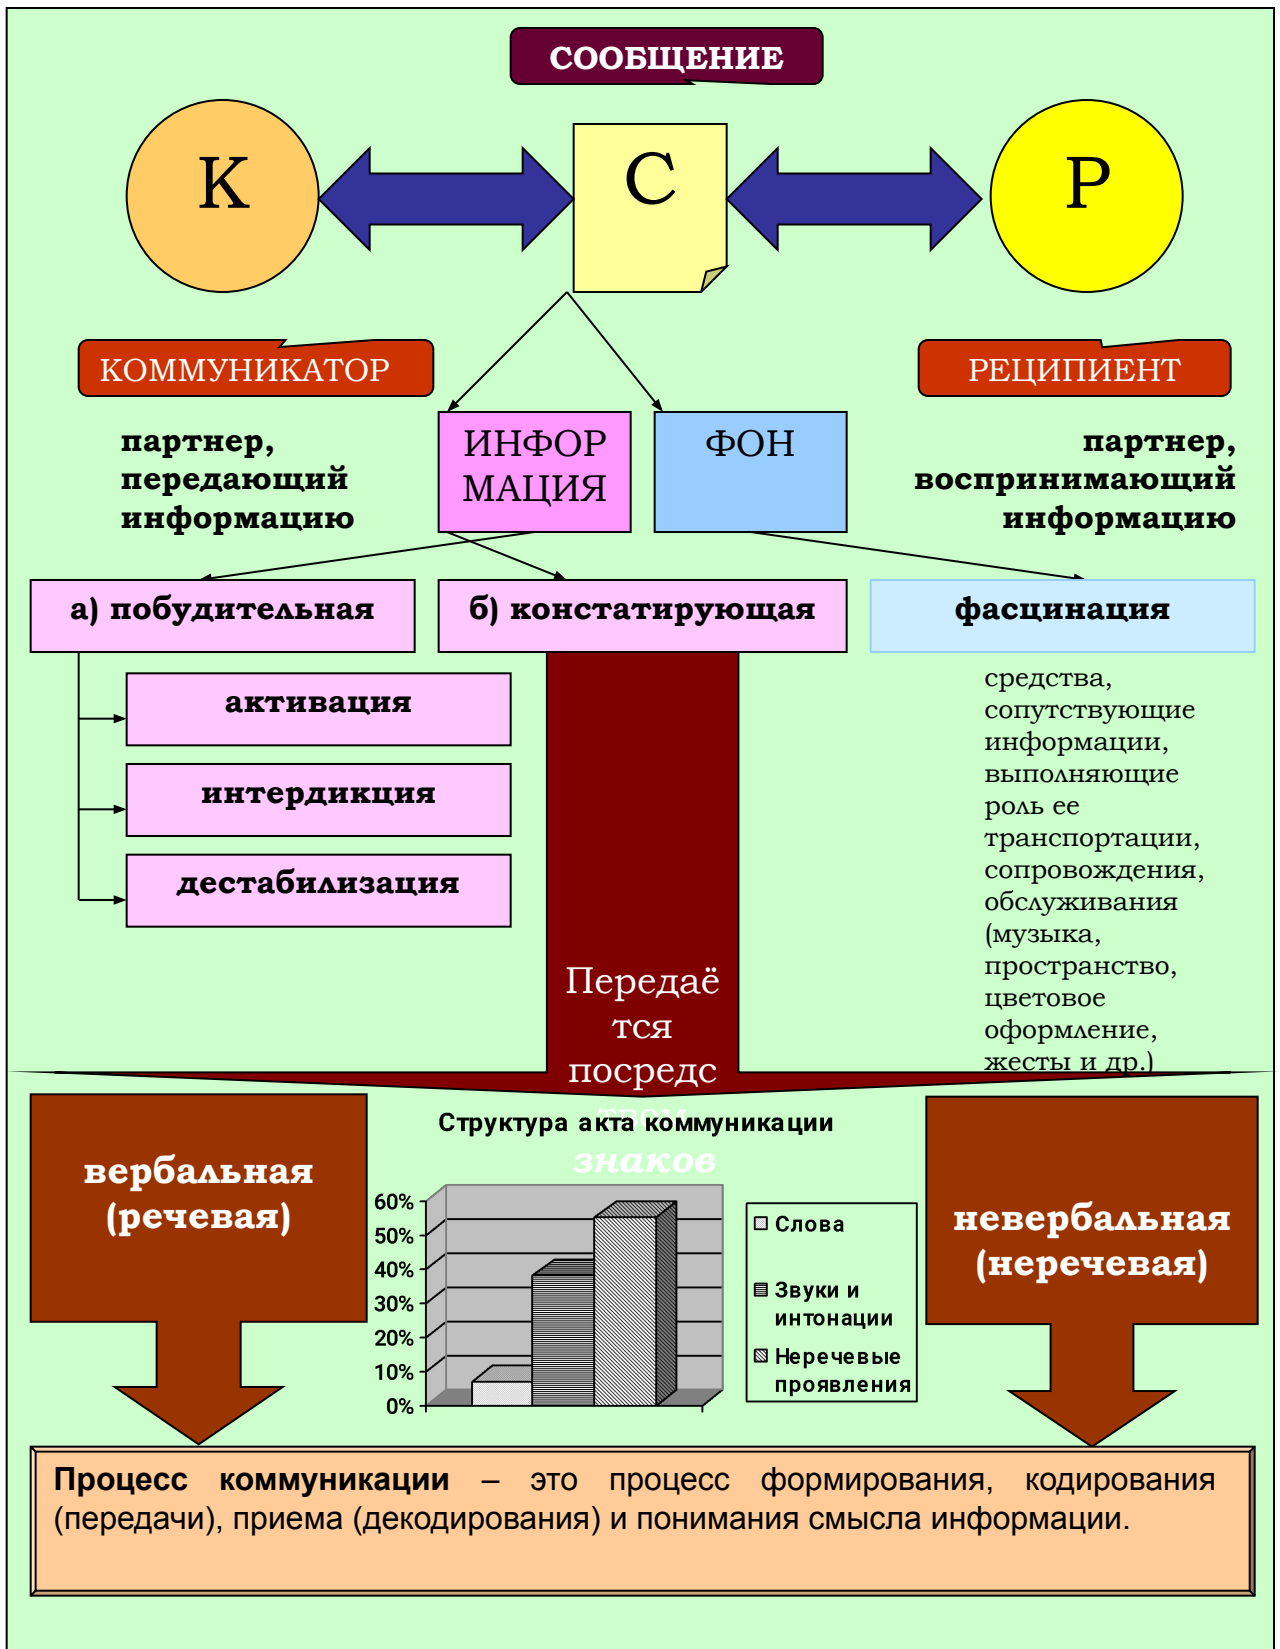 СООБЩЕНИЕ
К
С
Р
КОММУНИКАТОР
РЕЦИПИЕНТ
партнер,
передающий
информацию
ИНФОР
МАЦИЯ
ФОН
партнер,
воспринимающий
информацию
а) побудительная
б) констатирующая
фасцинация
активация
интердикция
дестабилизация
средства,
сопутствующие
информации,
выполняющие
роль ее
транспортации,
сопровождения,
обслуживания
(музыка,
пространство,
цветовое
оформление,
жесты и др.)
Передаё
тся
посредс
твом
знаков
вербальная
(речевая)
Структура акта коммуникации
60%
50%
40%
30%
20%
10%
0%
Слова
Звуки и
интонации
Неречевые
проявления
невербальная
(неречевая)
Процесс коммуникации – это процесс формирования, кодирования
(передачи), приема (декодирования) и понимания смысла информации.